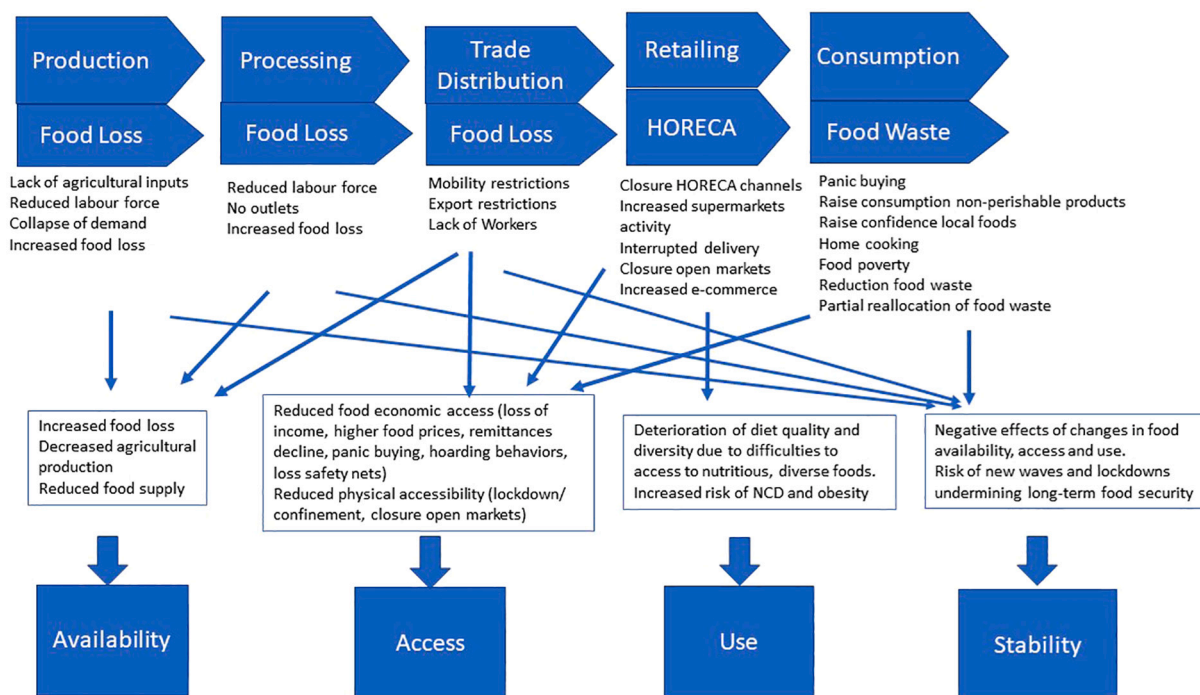 Production
Processing
Trade
Distribution
Retailing
Consumption
Food Loss
Food Loss
Food Loss
HORECA
Food Waste
Lack of agricultural inputs
Reduced labour force
Collapse of demand
Increased food loss
Reduced labour force
No outlets
Increased food loss
Mobility restrictions
Export restrictions
Lack of Workers
Closure HORECA channels
Increased supermarkets
activity
Interrupted delivery
Closure open markets
Increased e-commerce
Panic buying
Raise consumption non-perishable products
Raise confidence local foods
Home cooking
Food poverty
Reduction food waste
Partial reallocation of food waste
Increased food loss
Decreased agricultural
production
Reduced food supply
Reduced food economic access (loss of
income, higher food prices, remittances
decline, panic buying, hoarding behaviors,
loss safety nets)
Reduced physical accessibility (lockdown/
confinement, closure open markets)
Deterioration of diet quality and
diversity due to difficulties to
access to nutritious, diverse foods.
Increased risk of NCD and obesity
Negative effects of changes in food
availability, access and use.
Risk of new waves and lockdowns
undermining long-term food security
Availability
Access
Use
Stability